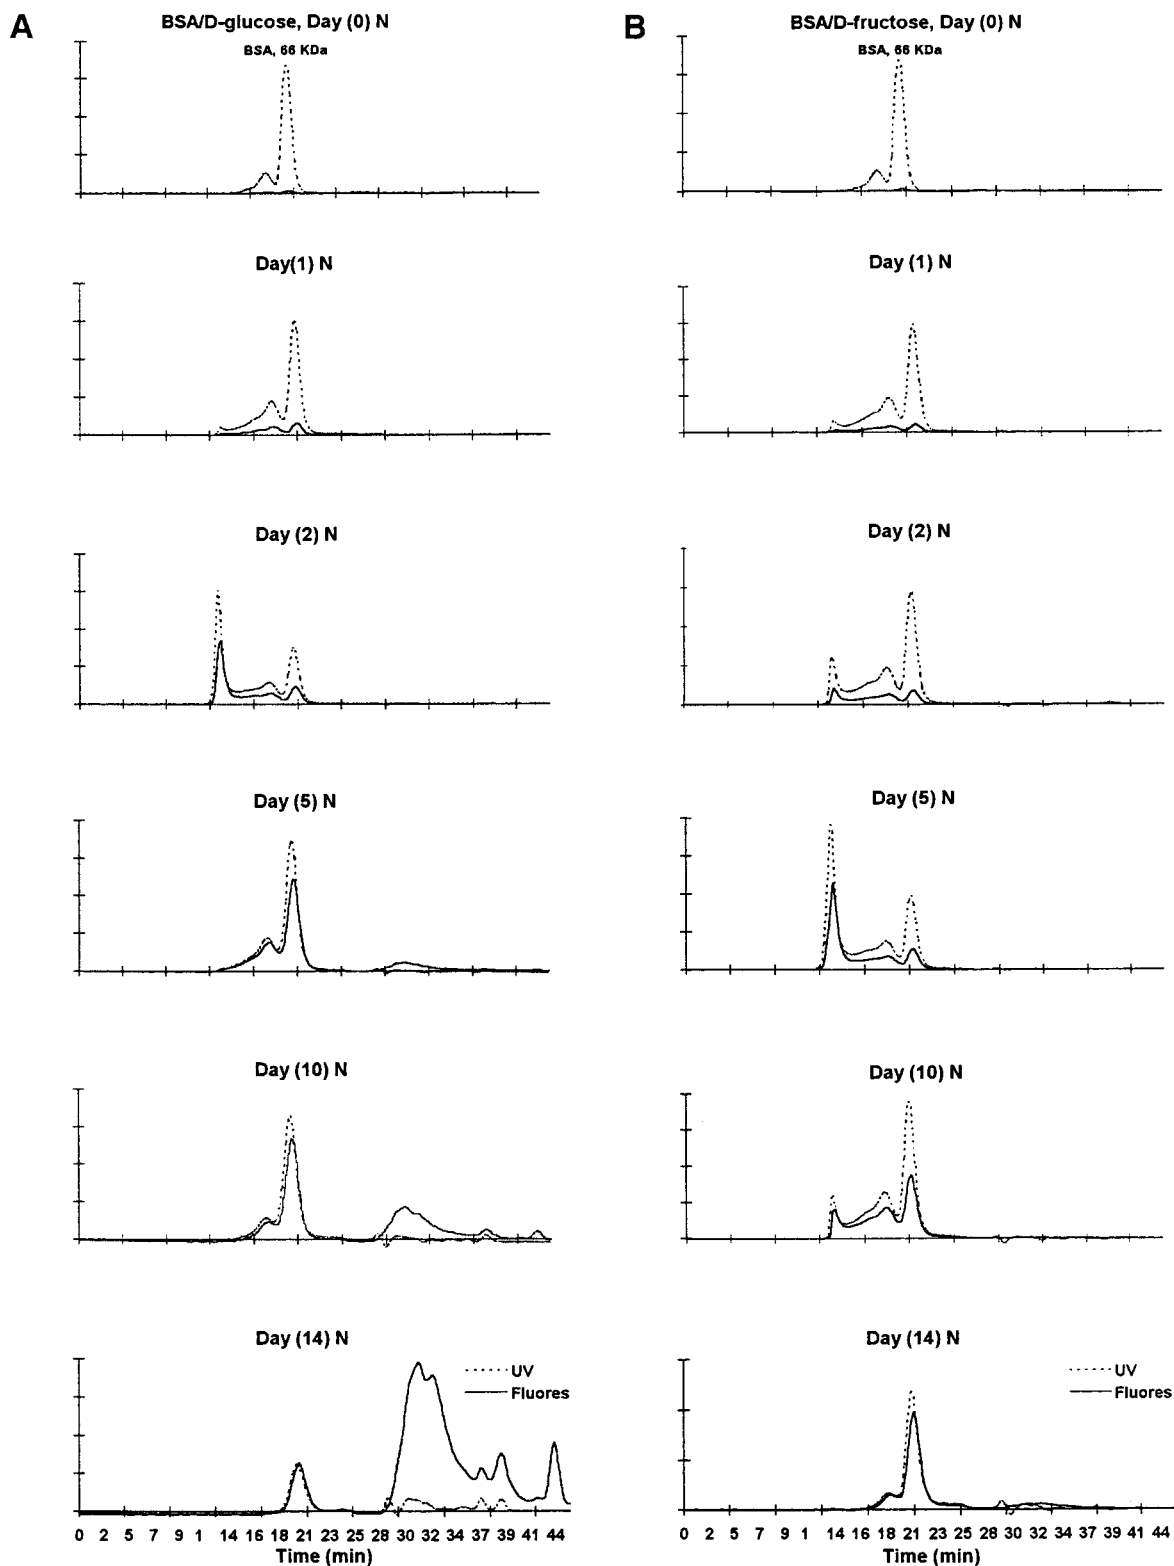 A
BSA/D-glucose, Day (0) N
BSA, 66 KDa
Day(1) N
Day (2) N
Day (5) N
Day (10) N
Day (14) N
UV
Fluores
0 2 6 9 1 14 16 18 21 23 25 28 30 32 34 37 39 41 44
Time (min)
B
BSA/D-fructose, Day (0) N
BSA, 66 KDa
Day (1) N
Day (2) N
Day (5) N
Day (10) N
Day (14) N
UV
Fluores
0 2 5 7 9 13 14 16 18 21 23 25 28 30 32 34 37 39 41 44
Time (min)